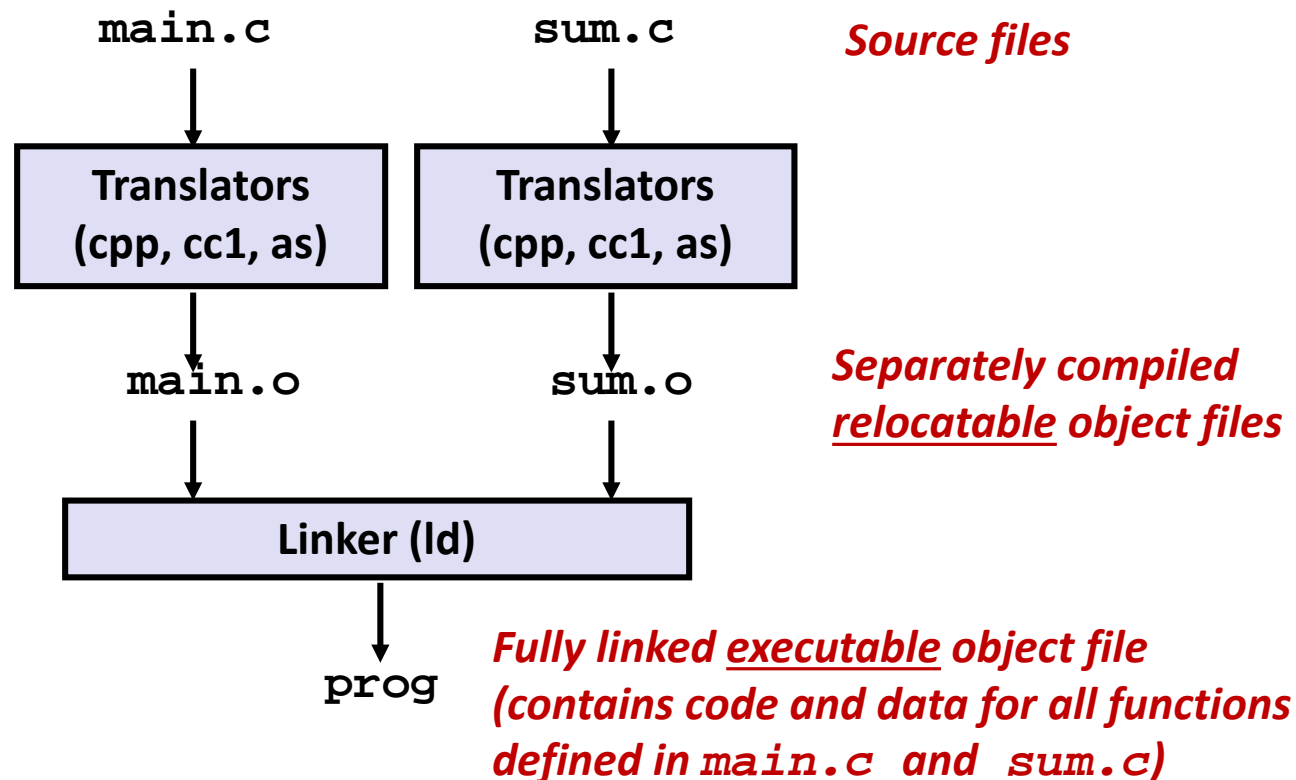 main.c
sum.c
Source files
Translators
(cpp, cc1, as)
Translators
(cpp, cc1, as)
main.o
sum.o
Separately compiled
relocatable object files
Linker (ld)
prog
Fully linked executable object file
(contains code and data for all functions
defined in main.c and sum.c)